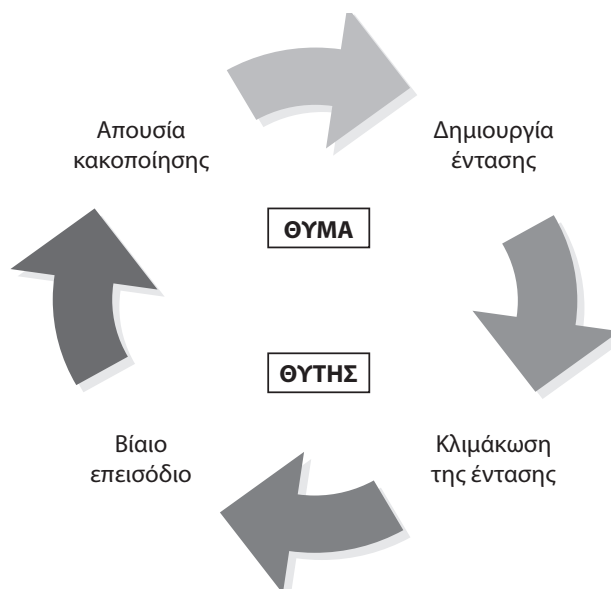 Απουσία
κακοποίησης
Δημιουργία
έντασης
ΘΥΜΑ
ΘΥΤΗΣ
Βίαιο
επεισόδιο
Κλιμάκωση
της έντασης